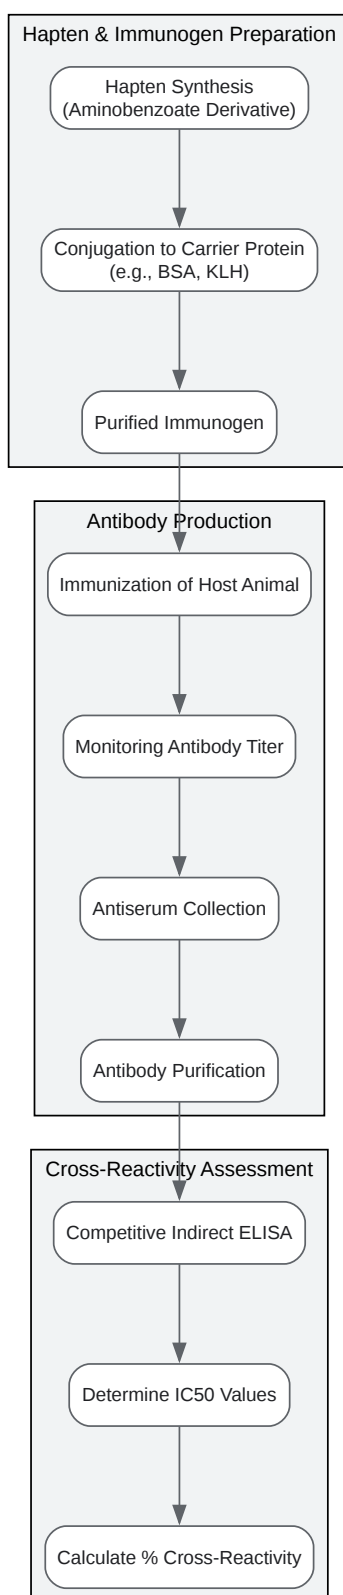 Hapten & Immunogen Preparation
Hapten Synthesis
(Aminobenzoate Derivative)
Conjugation to Carrier Protein
(e.g., BSA, KLH)
Purified Immunogen
Antibody Production
Immunization of Host Animal
Monitoring Antibody Titer
Antiserum Collection
Antibody Purification
Cross-Reactivity Assessment
Competitive Indirect ELISA
Determine IC50 Values
Calculate % Cross-Reactivity